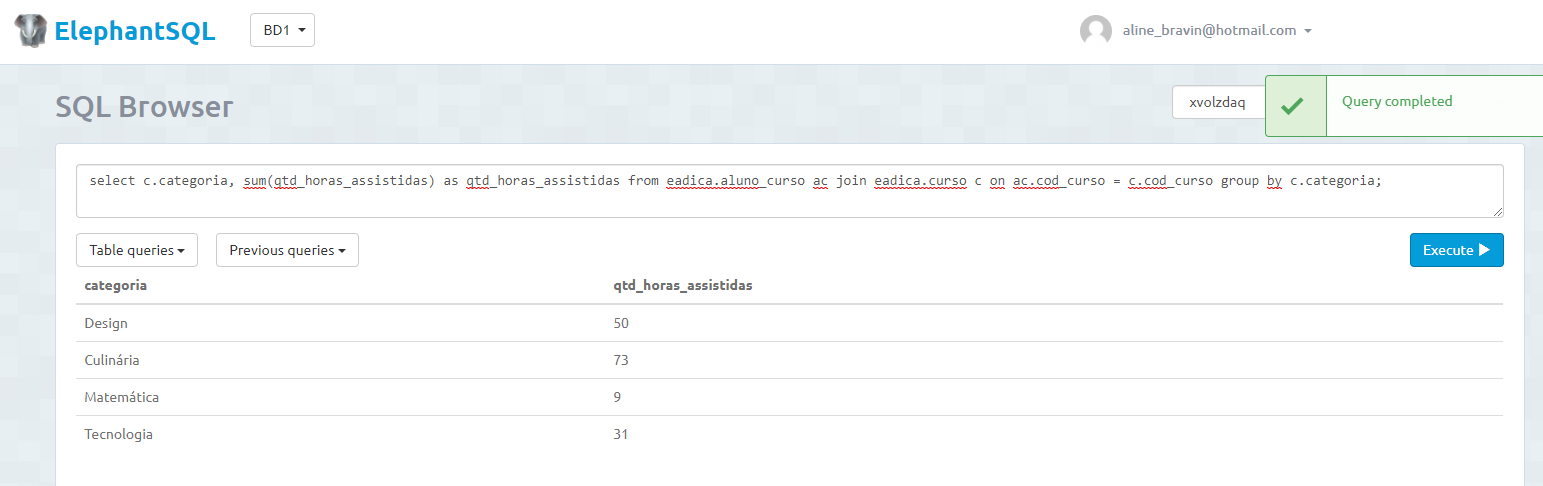 ElephantSQL BD1 aline_bravin@hotmail.com
SQL Browser xvolzdaq Query completed
select c.categoria, sum(qtd_horas_assistidas) as qtd_horas_assistidas from eadica.aluno_curso ac join eadica.curso c on ac.cod_curso = c.cod_curso group by c.categoria;
Table queries Previous queries Execute
categoria qtd_horas_assistidas
Design 50
Culinária 73
Matemática 9
Tecnologia 31